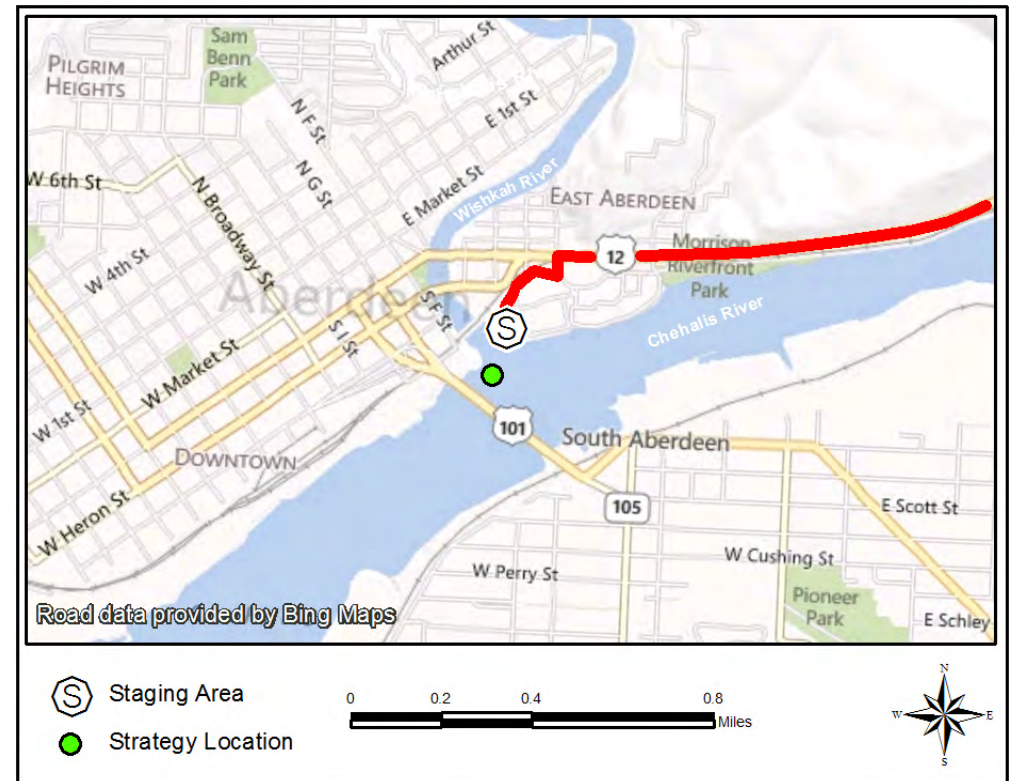 Sam
Benn
Park
PILGRIM
HEIGHTS
Arthur St
E 1st St
N F St
N G St
E Market St
Wishkah River
W 6th St
N Broadway St
EAST ABERDEEN
W 4th St
12
Morrison
Riverfront
Park
Aberdeen
S F St
S
Chehalis River
S I St
W Market St
W 1st St
101
South Aberdeen
DOWNTOWN
105
E Scott St
W Heron St
W Cushing St
W Perry St
Pioneer
Park
E Schley
Road data provided by Bing Maps
S Staging Area
Strategy Location
0 0.2 0.4 0.8
Miles
N
W E
S